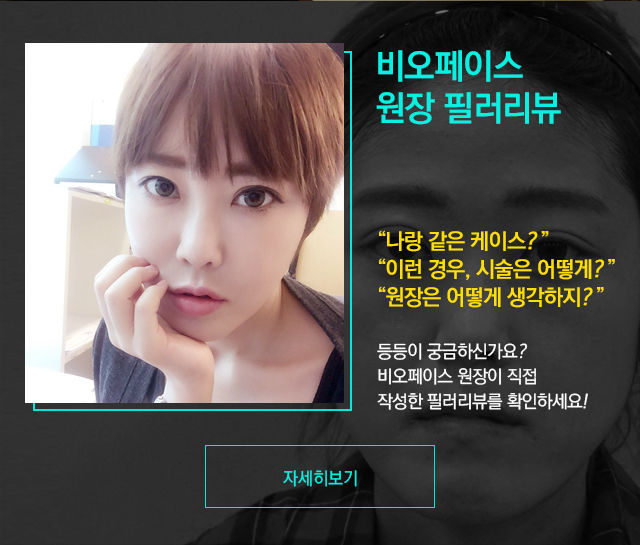 비오페이스
원장 필러리뷰
“나랑 같은 케이스?”
“이런 경우, 시술은 어떻게?”
“원장은 어떻게 생각하지?”
등등이 궁금하신가요?
비오페이스 원장이 직접
작성한 필러리뷰를 확인하세요!
자세히보기